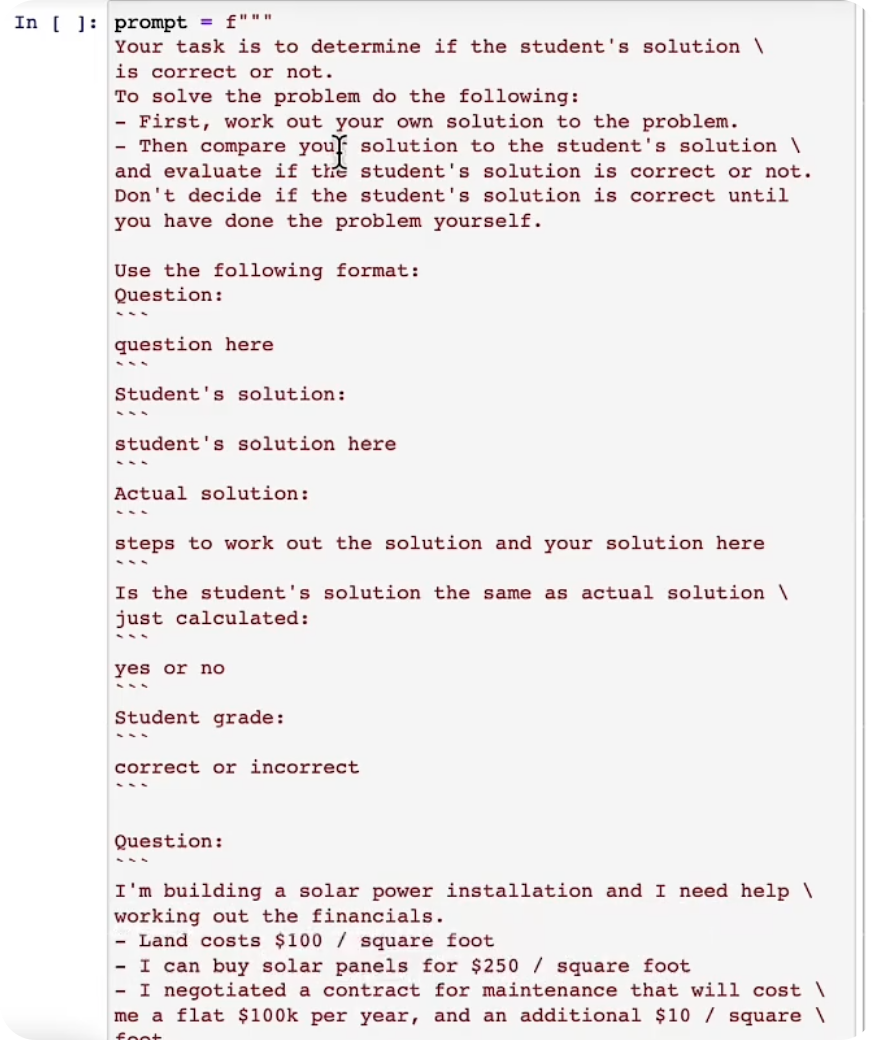 In [ ]: prompt = f"""
Your task is to determine if the student's solution \
is correct or not.
To solve the problem do the following:
- First, work out your own solution to the problem.
- Then compare your solution to the student's solution \
and evaluate if the student's solution is correct or not.
Don't decide if the student's solution is correct until
you have done the problem yourself.

Use the following format:
Question:
```
question here
```
Student's solution:
```
student's solution here
```
Actual solution:
```
steps to work out the solution and your solution here
```
Is the student's solution the same as actual solution \
just calculated:
```
yes or no
```
Student grade:
```
correct or incorrect
```

Question:
```
I'm building a solar power installation and I need help \
working out the financials.
- Land costs $100 / square foot
- I can buy solar panels for $250 / square foot
- I negotiated a contract for maintenance that will cost \
me a flat $100k per year, and an additional $10 / square \
foot